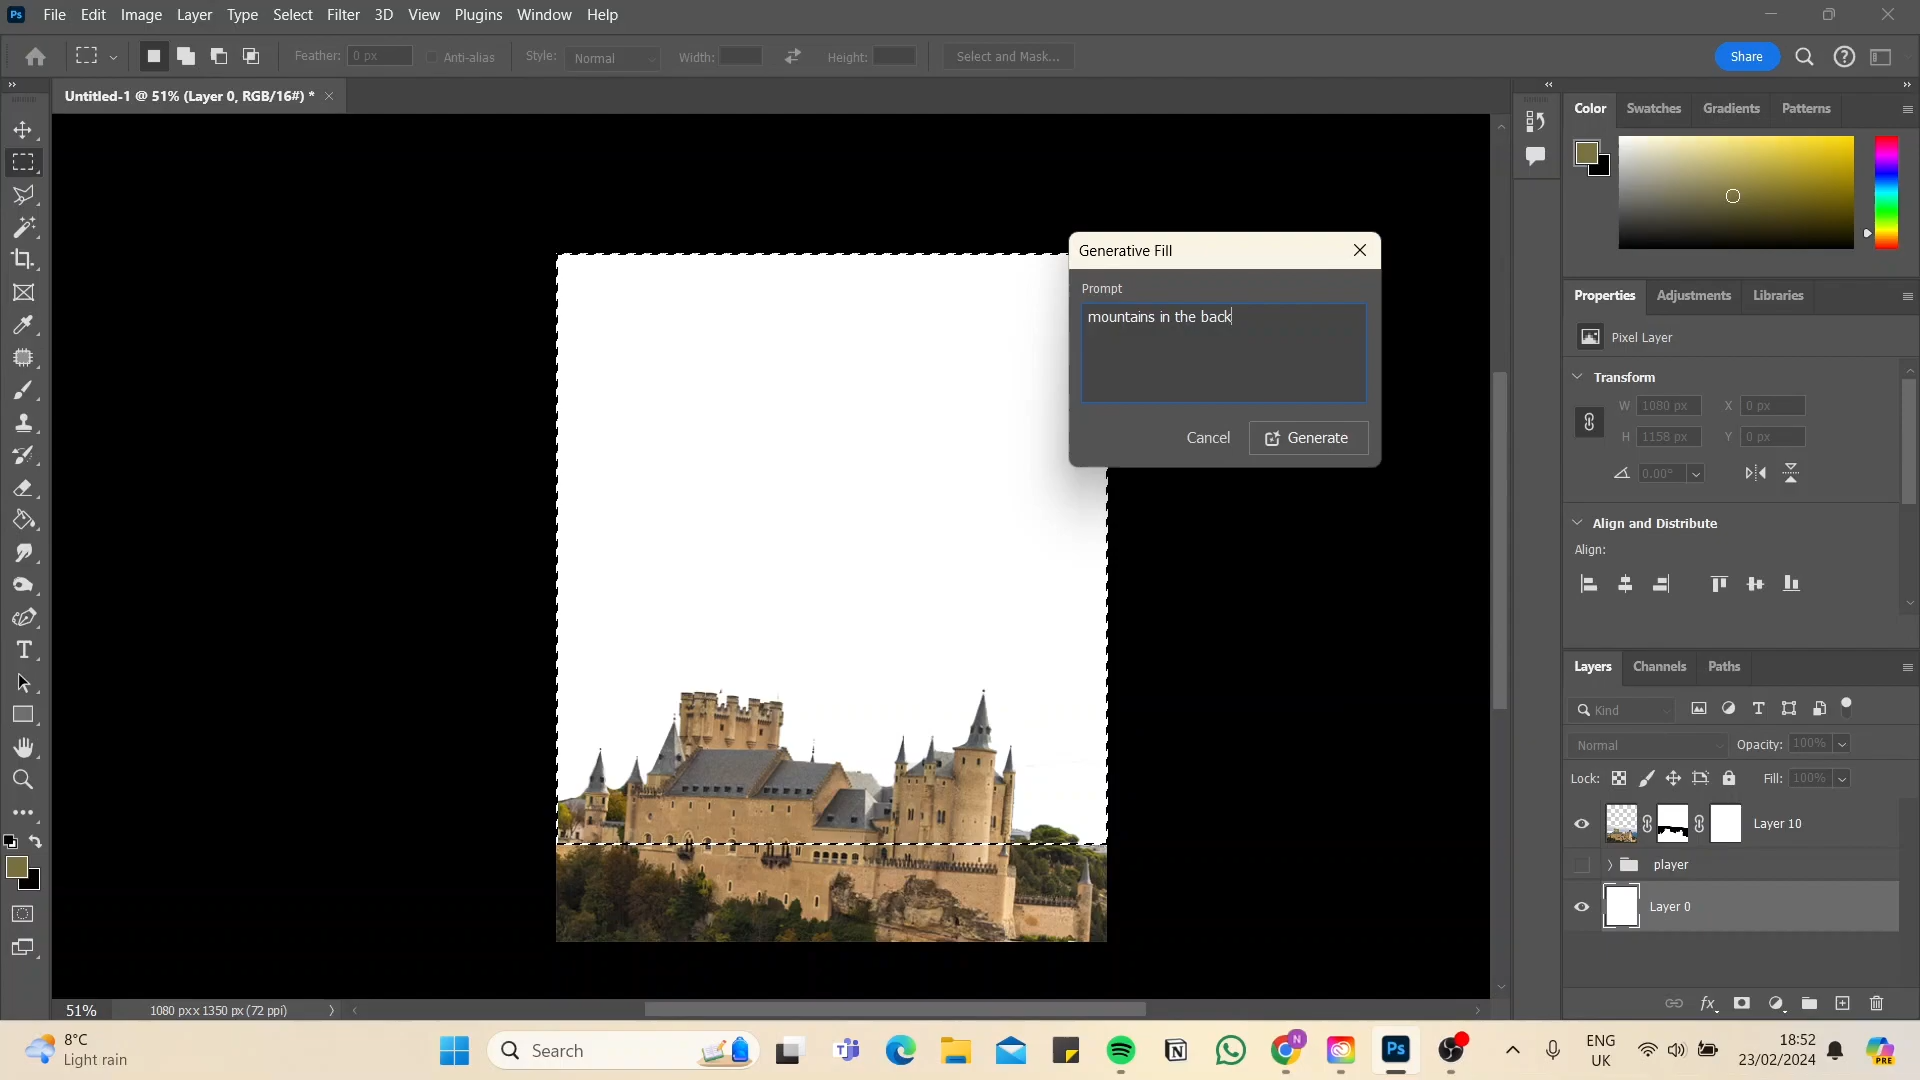 Ps File Edit Image Layer Type Select Filter 3D View Plugins Window Help
Feather: 0 px Anti-alias Style: Normal Width: Height: Select and Mask... Share
Untitled-1 @ 51% (Layer 0, RGB/16#) *
Color Swatches Gradients Patterns
Generative Fill
Prompt
mountains in the back
Cancel Generate
Properties Adjustments Libraries
Pixel Layer
Transform
W 1080 px X 0 px
H 1158 px Y 0 px
0.00°
Align and Distribute
Align:
Layers Channels Paths
Kind
Normal Opacity: 100%
Lock: Fill: 100%
Layer 10
player
Layer 0
51% 1080 px x 1350 px (72 ppi)
8°C
Light rain
Search
N
Ps
ENG
UK
18:52
23/02/2024
PRE